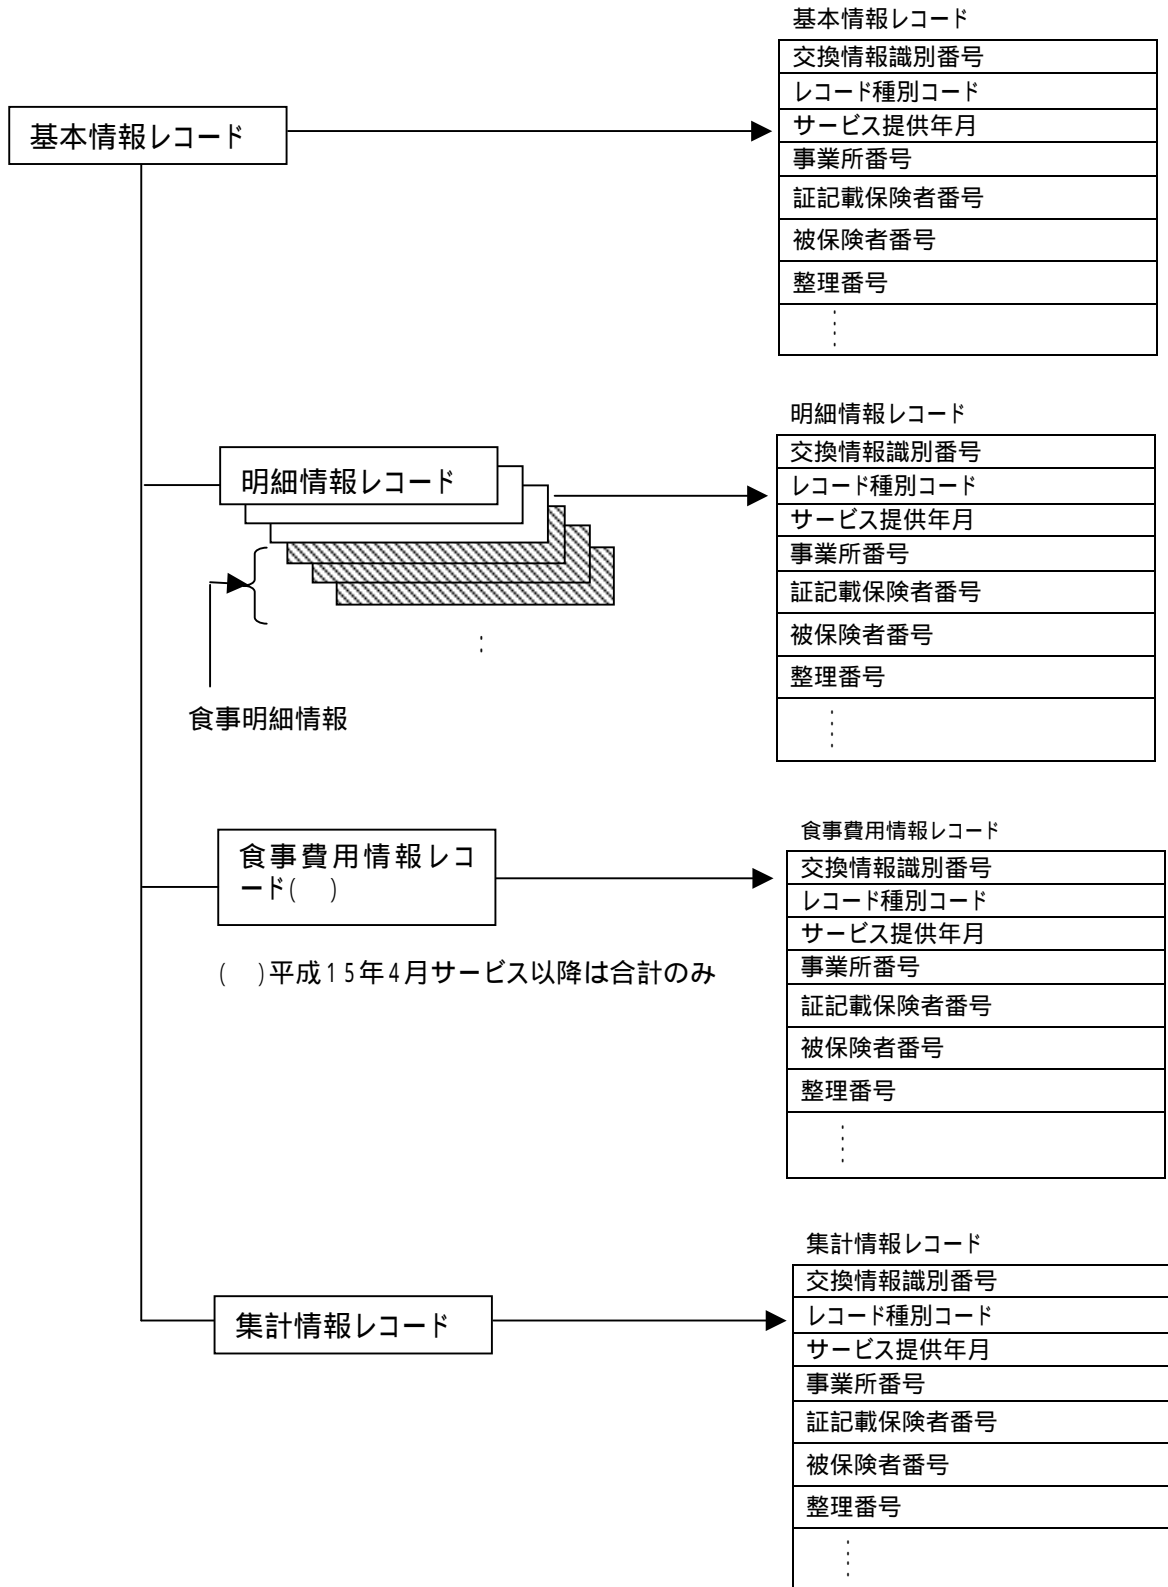 基本情報レコード
基本情報レコード
交換情報識別番号
レコード種別コード
サービス提供年月
事業所番号
証記載保険者番号
被保険者番号
整理番号
明細情報レコード
食事明細情報
明細情報レコード
交換情報識別番号
レコード種別コード
サービス提供年月
事業所番号
証記載保険者番号
被保険者番号
整理番号
食事費用情報レコ
ード(　)
(　)平成15年4月サービス以降は合計のみ
食事費用情報レコード
交換情報識別番号
レコード種別コード
サービス提供年月
事業所番号
証記載保険者番号
被保険者番号
整理番号
集計情報レコード
集計情報レコード
交換情報識別番号
レコード種別コード
サービス提供年月
事業所番号
証記載保険者番号
被保険者番号
整理番号